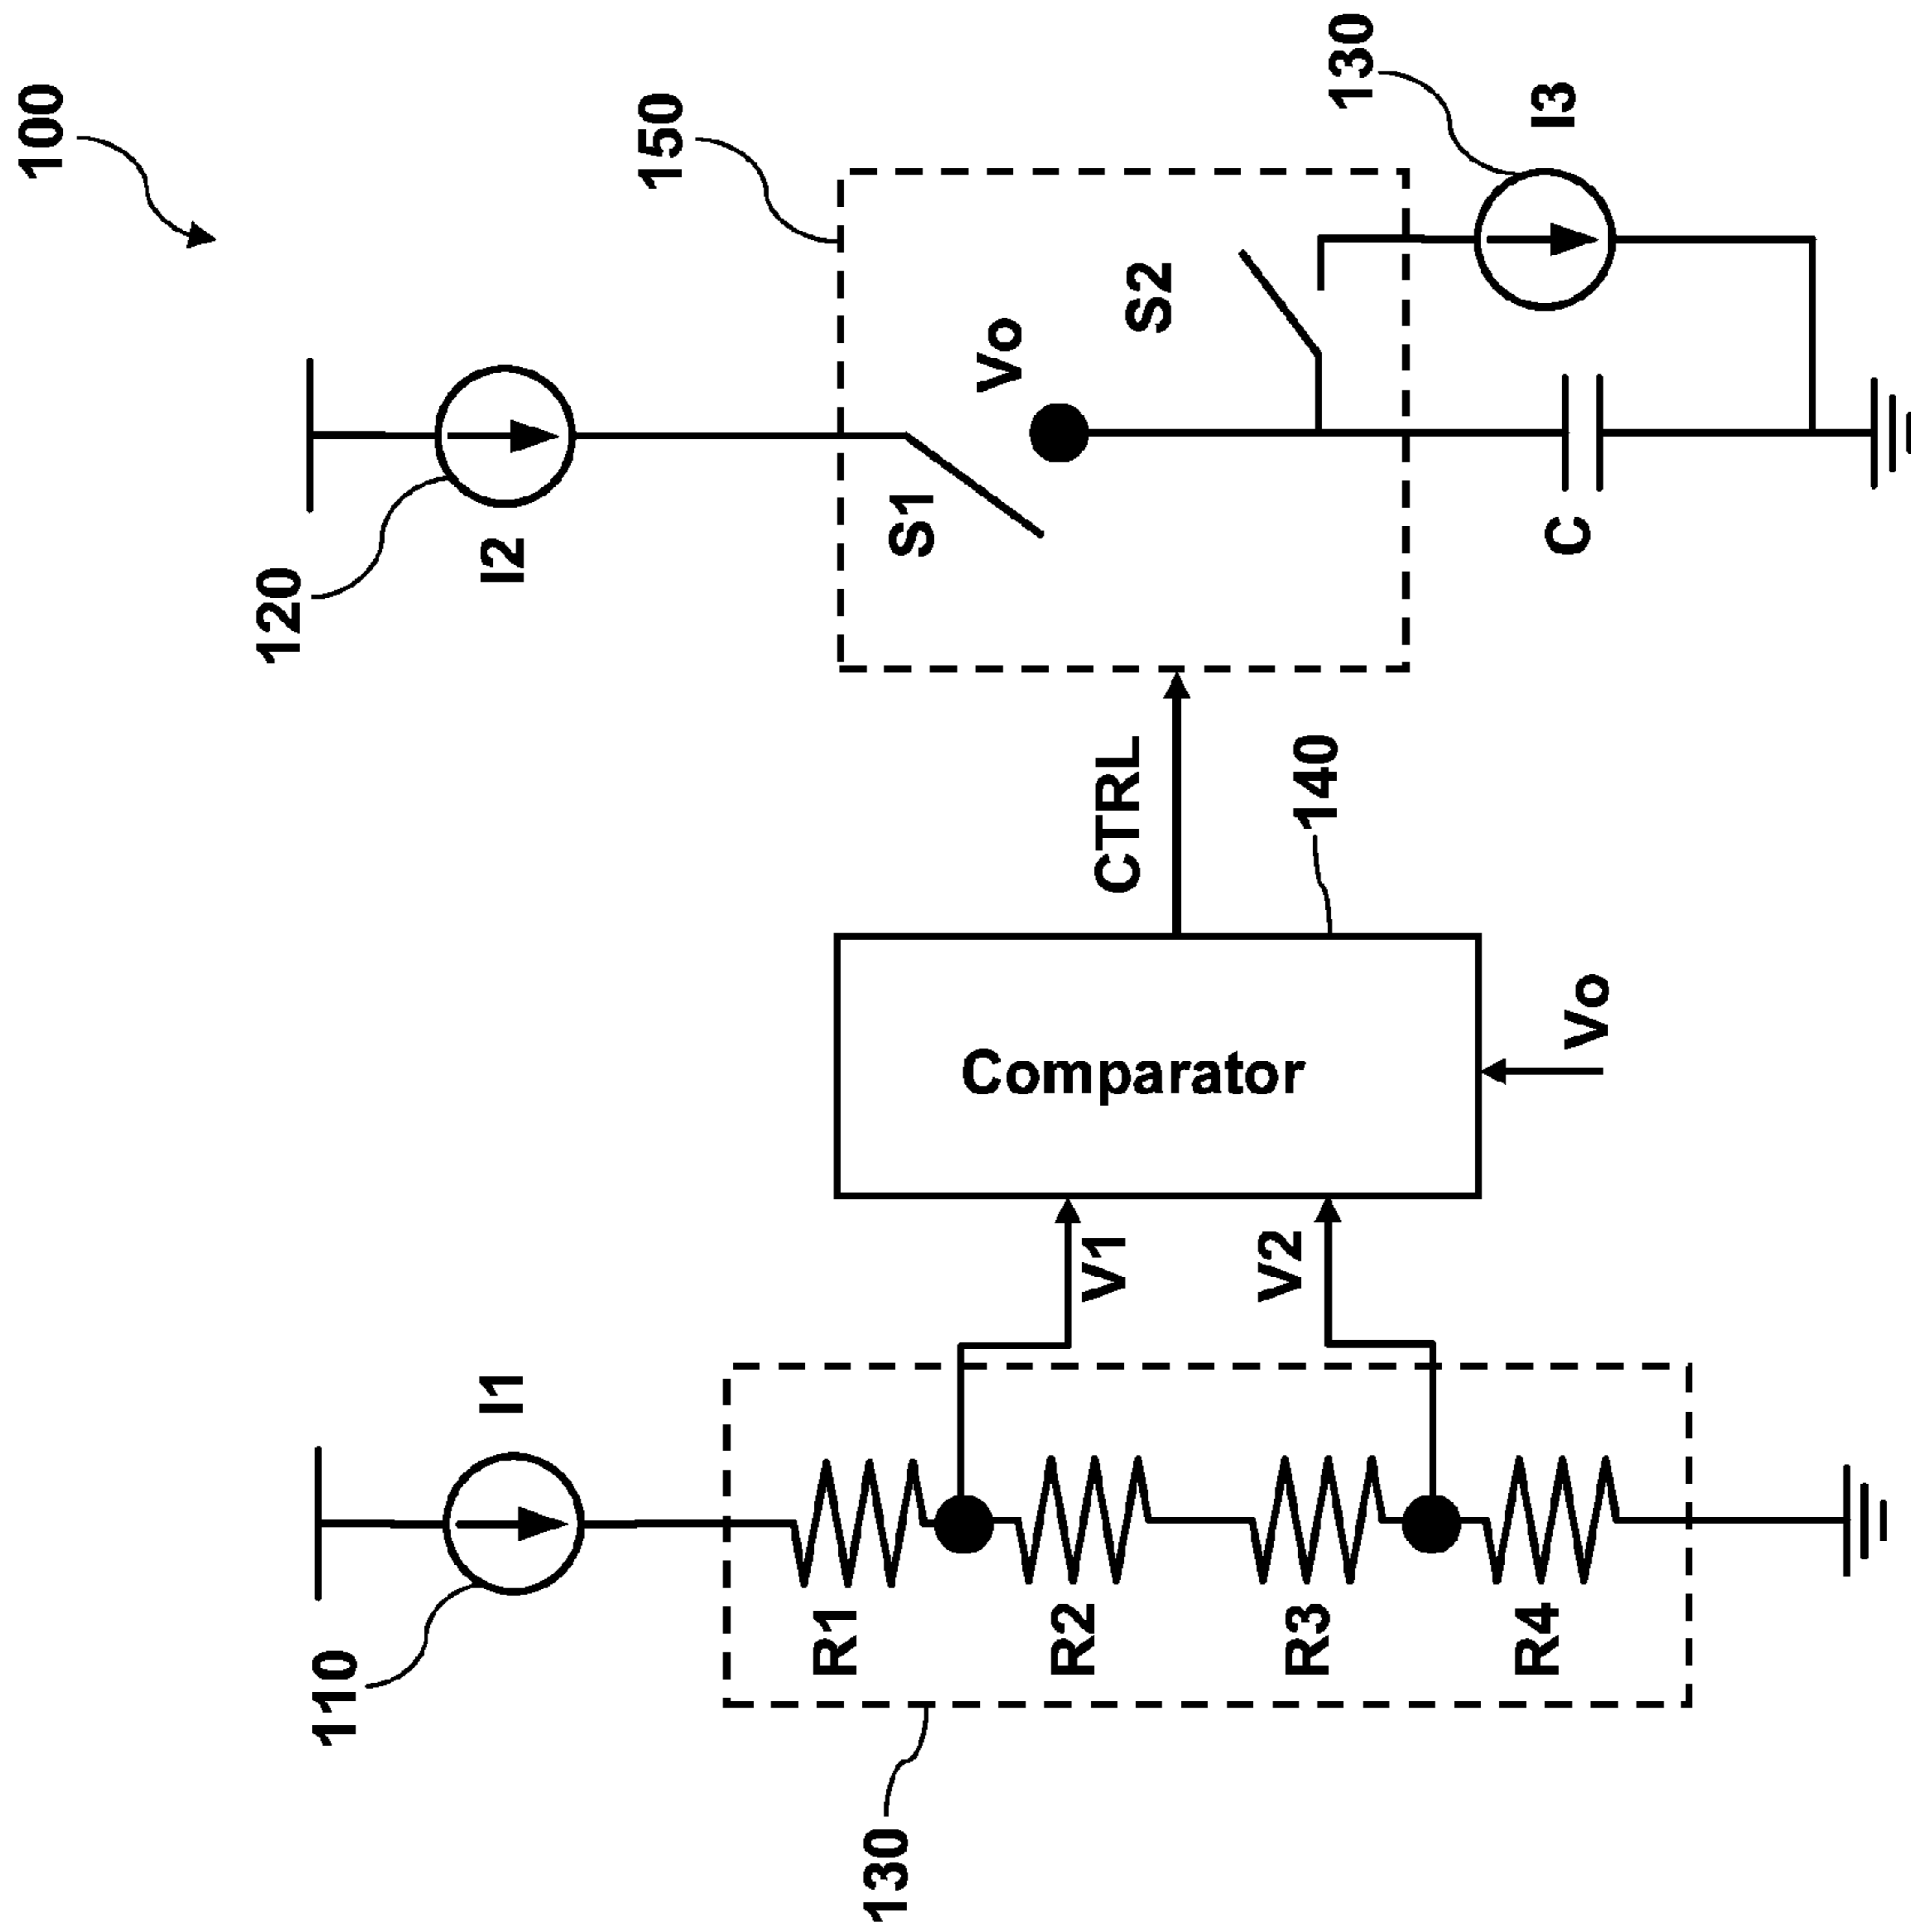 100
110
I1
120
I2
130
R1
R2
R3
R4
V1
V2
Comparator
Vo
140
CTRL
150
S1
Vo
S2
C
130
I3